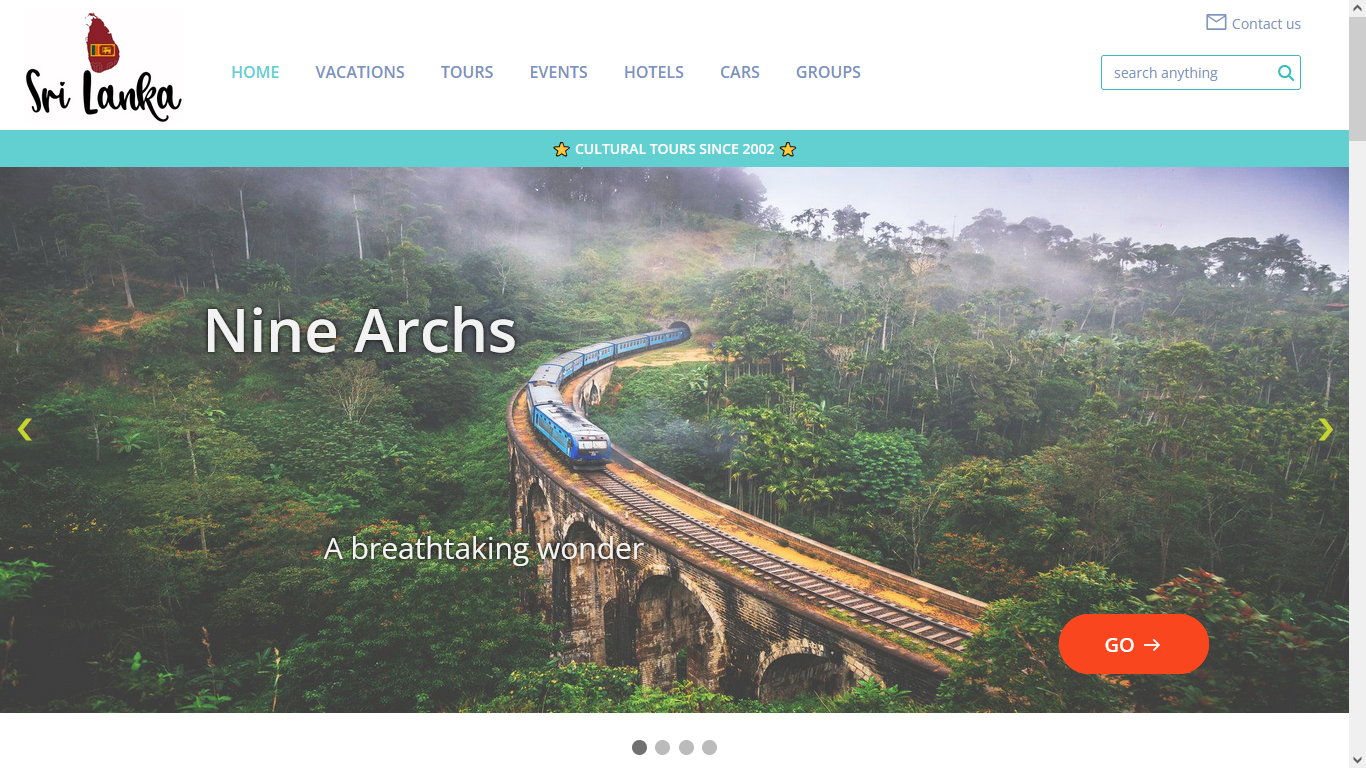 Sri Lanka
Contact us
HOME VACATIONS TOURS EVENTS HOTELS CARS GROUPS
search anything
CULTURAL TOURS SINCE 2002
Nine Archs
A breathtaking wonder
GO →